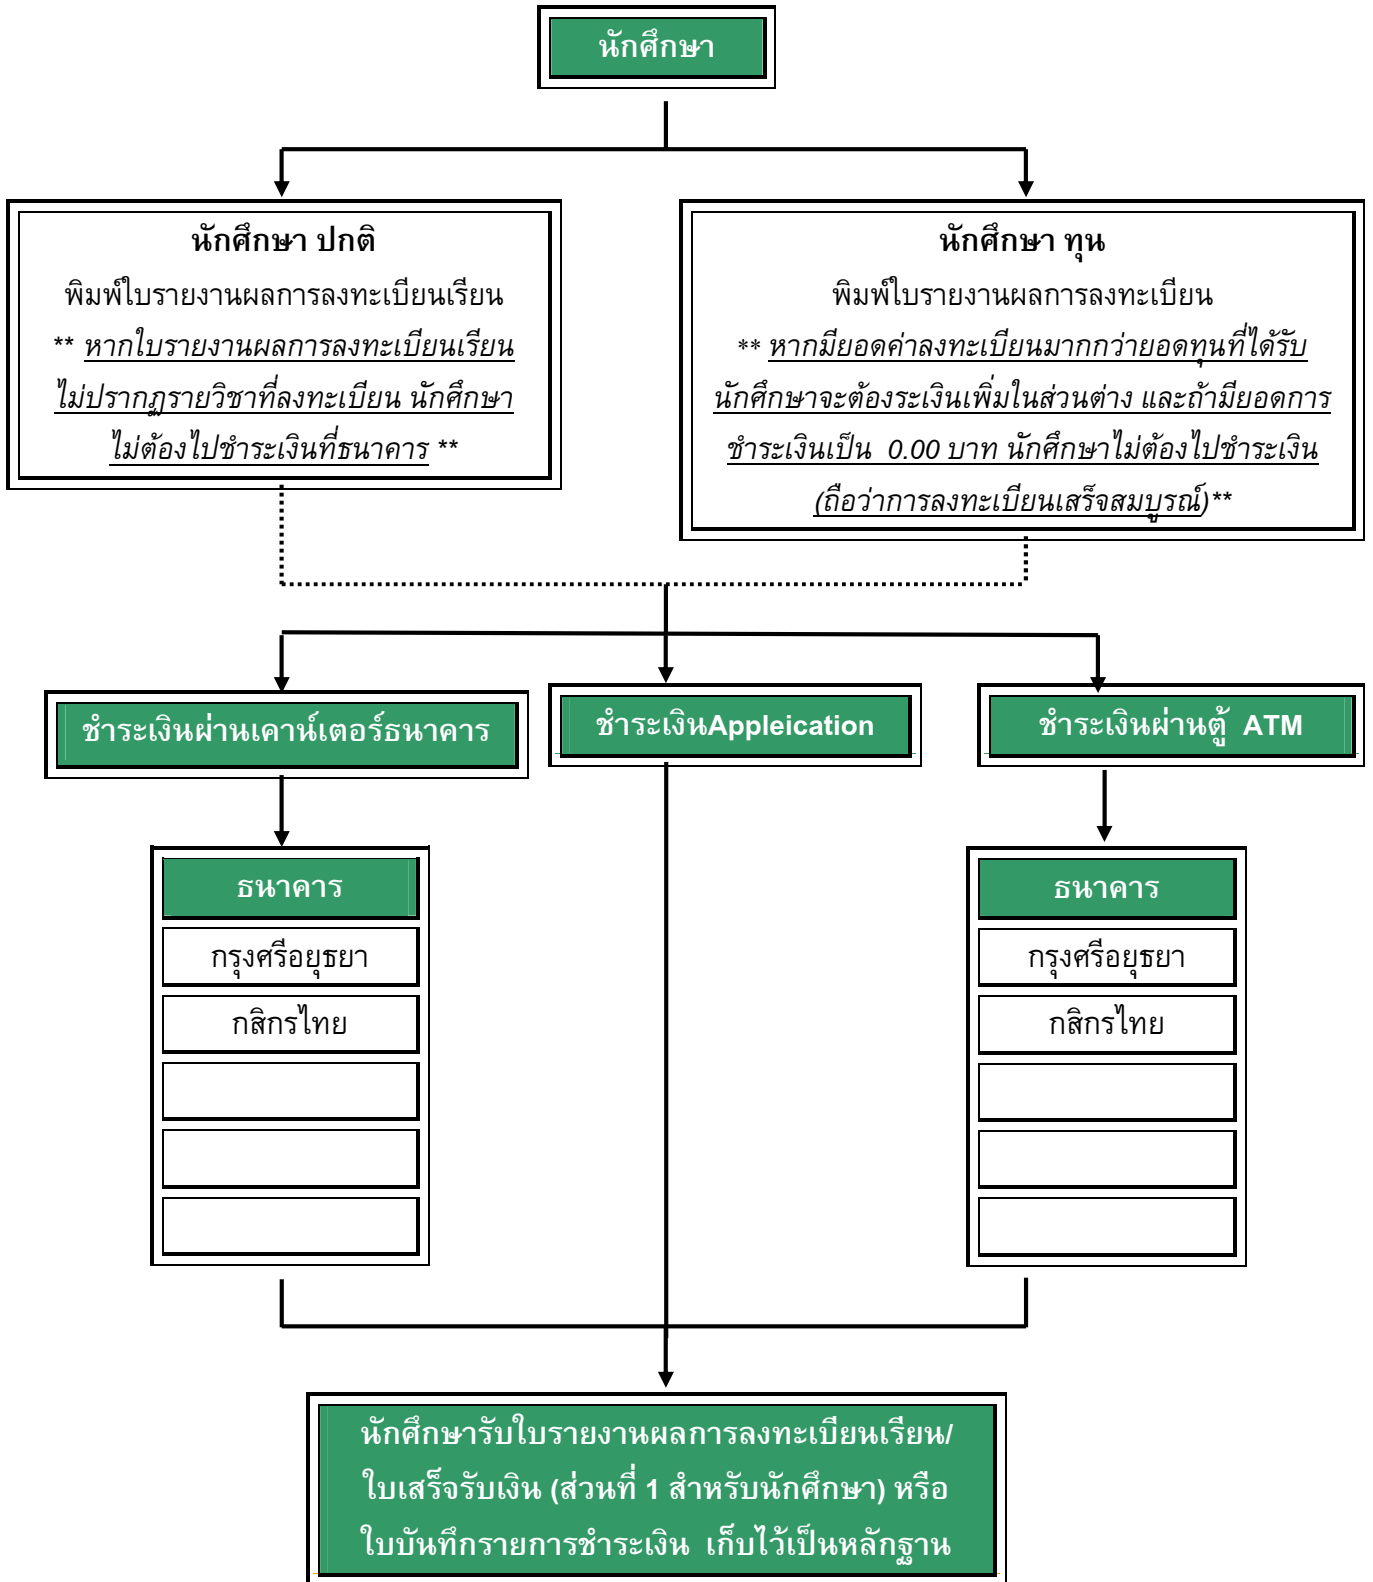 นักศึกษา
นักศึกษา ปกติ
พิมพ์ใบรายงานผลการลงทะเบียนเรียน
** หากใบรายงานผลการลงทะเบียนเรียน
ไม่ปรากฏรายวิชาที่ลงทะเบียน นักศึกษา
ไม่ต้องไปชำระเงินที่ธนาคาร **
นักศึกษา ทุน
พิมพ์ใบรายงานผลการลงทะเบียน
** หากมียอดค่าลงทะเบียนมากกว่ายอดทุนที่ได้รับ
นักศึกษาจะต้องระเงินเพิ่มในส่วนต่าง และถ้ามียอดการ
ชำระเงินเป็น 0.00 บาท นักศึกษาไม่ต้องไปชำระเงิน
(ถือว่าการลงทะเบียนเสร็จสมบูรณ์)**
ชำระเงินผ่านเคาน์เตอร์ธนาคาร
ชำระเงินAppleication
ชำระเงินผ่านตู้ ATM
ธนาคาร
กรุงศรีอยุธยา
กสิกรไทย
ธนาคาร
กรุงศรีอยุธยา
กสิกรไทย
นักศึกษารับใบรายงานผลการลงทะเบียนเรียน/
ใบเสร็จรับเงิน (ส่วนที่ 1 สำหรับนักศึกษา) หรือ
ใบบันทึกรายการชำระเงิน เก็บไว้เป็นหลักฐาน